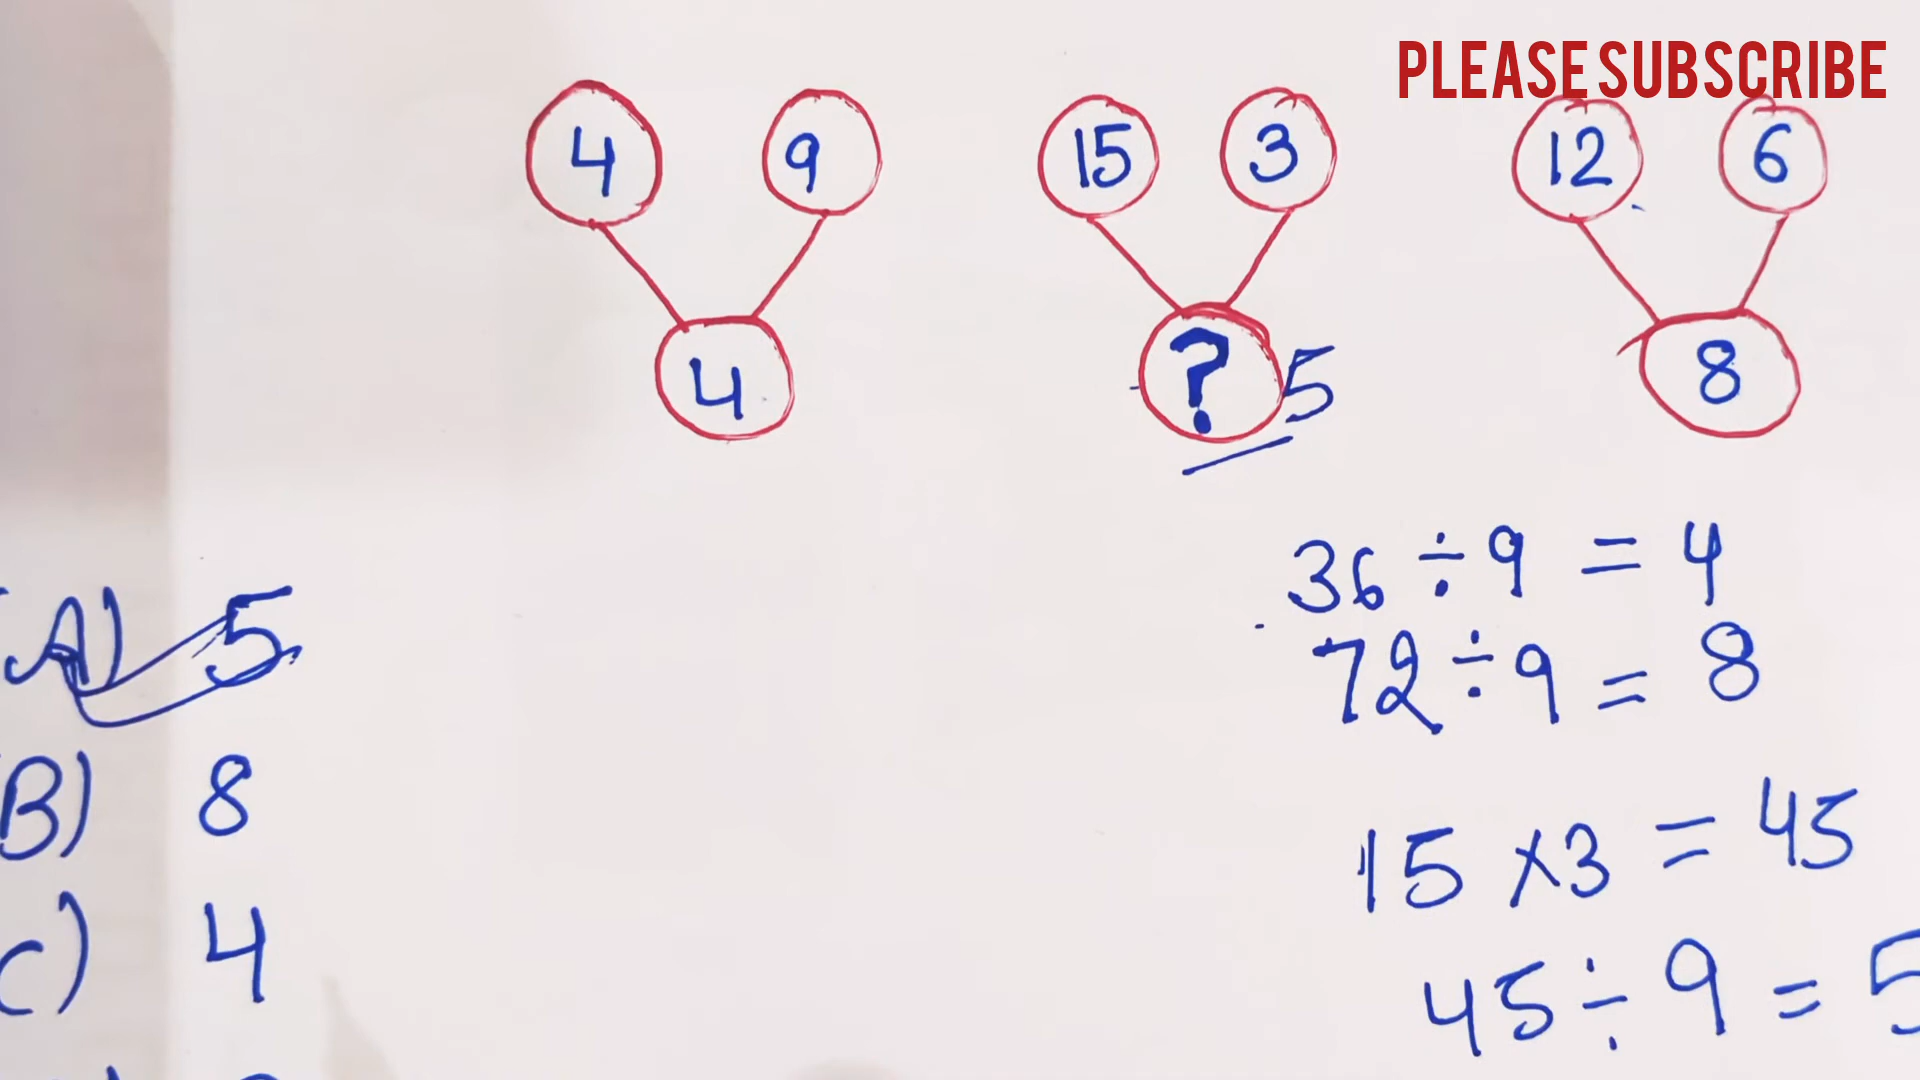 PLEASE SUBSCRIBE
4 9 15 3 12 6
4 ? 5 8
36 ÷ 9 = 4
A) 5
72 ÷ 9 = 8
B) 8
15 × 3 = 45
C) 4
45 ÷ 9 = 5